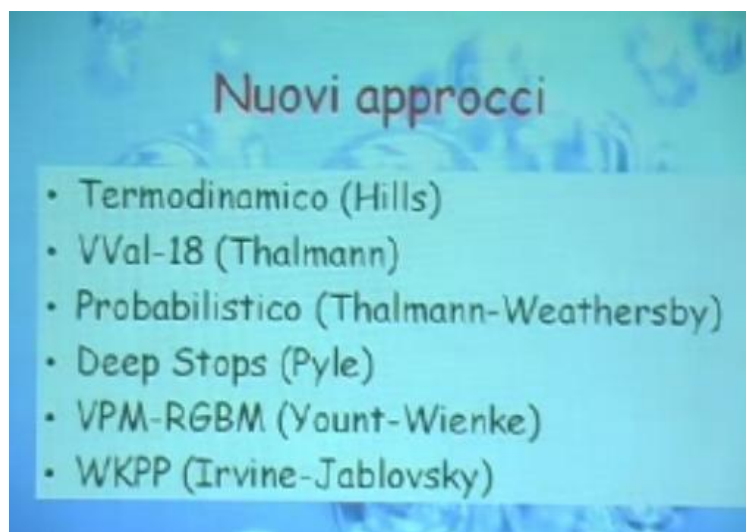 Nuovi approcci
• Termodinamico (Hills)
• VVal-18 (Thalmann)
• Probabilistico (Thalmann-Weathersby)
• Deep Stops (Pyle)
• VPM-RGBM (Yount-Wienke)
• WKPP (Irvine-Jablovsky)